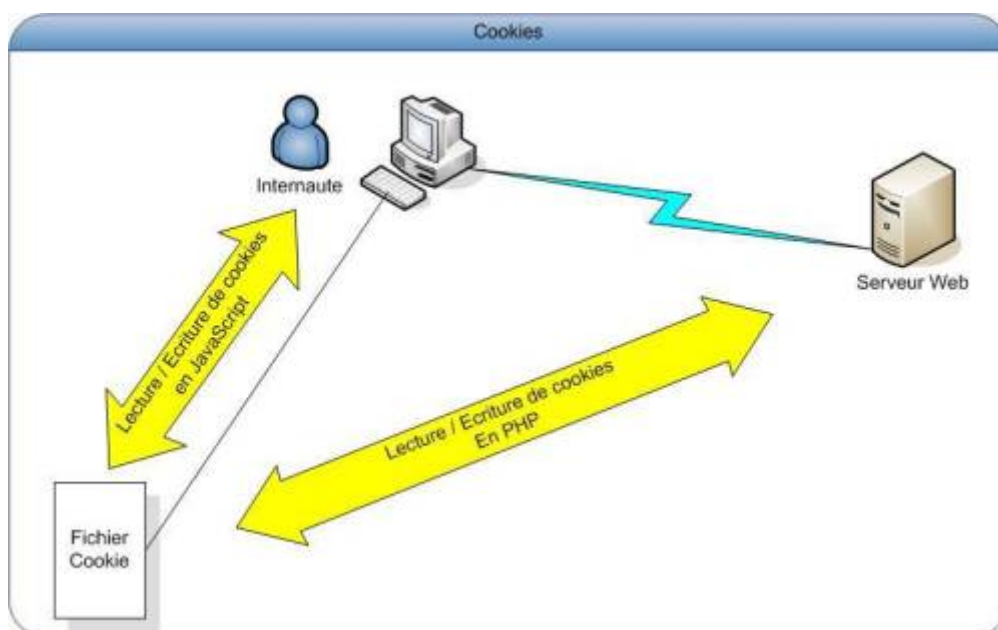 Cookies
Internaute
Serveur Web
Lecture / Ecriture de cookies
en JavaScript
Lecture / Ecriture de cookies
En PHP
Fichier
Cookie